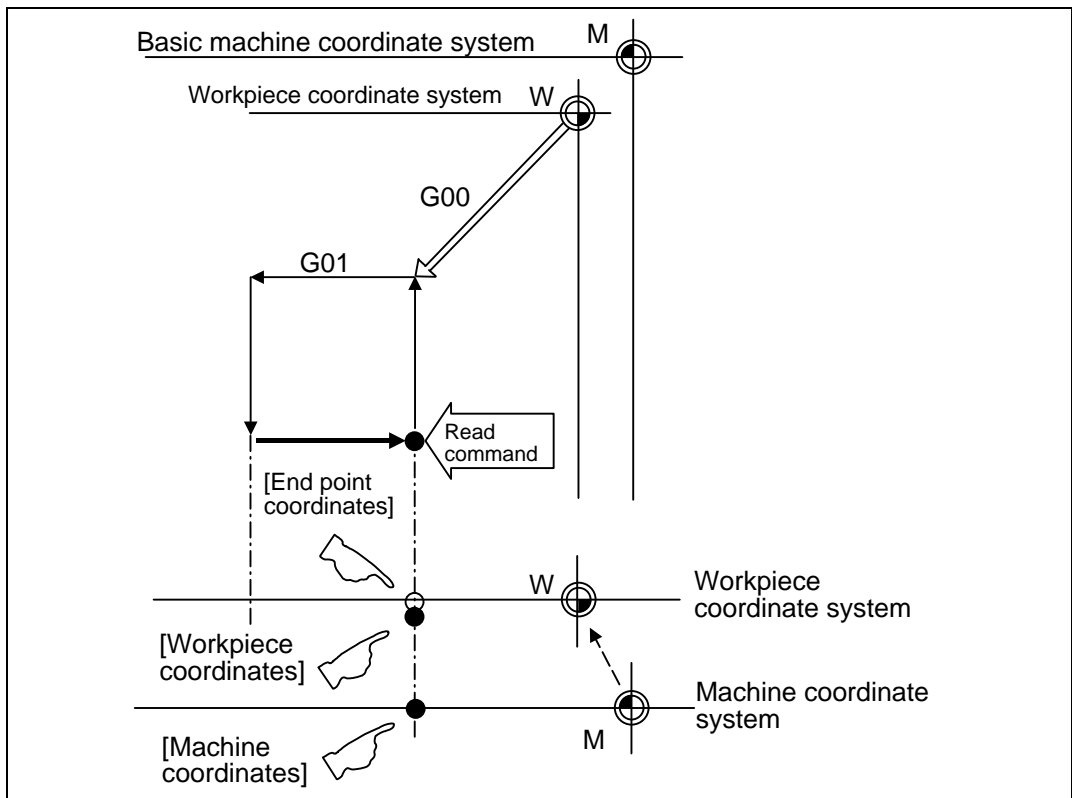 Basic machine coordinate system
M
Workpiece coordinate system
W
G00
G01
Read
command
[End point
coordinates]
W
Workpiece
coordinate system
[Workpiece
coordinates]
Machine coordinate
system
M
[Machine
coordinates]